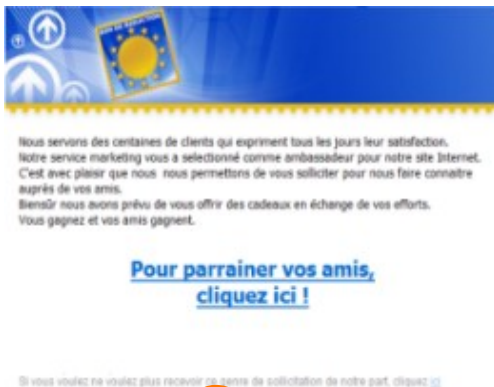 Nous servons des centaines de clients qui expriment tous les jours leur satisfaction.
Notre service marketing vous a selectionné comme ambassadeur pour notre site Internet.
C'est avec plaisir que nous nous permettons de vous solliciter pour nous faire connaitre
auprès de vos amis.
Biensûr nous avons prévu de vous offrir des cadeaux en échange de vos efforts.
Vous gagnez et vos amis gagnent.
Pour parrainer vos amis,
cliquez ici !
Si vous voulez ne voulez plus recevoir ce genre de sollicitation de notre part, cliquez ici